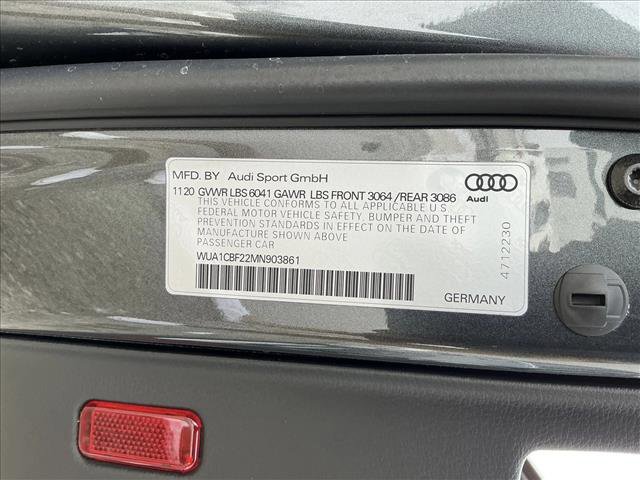 MFD. BY Audi Sport GmbH
1120 GVWR LBS 6041 GAWR LBS FRONT 3064 /REAR 3086
THIS VEHICLE CONFORMS TO ALL APPLICABLE U.S.
FEDERAL MOTOR VEHICLE SAFETY, BUMPER AND THEFT
PREVENTION STANDARDS IN EFFECT ON THE DATE OF
MANUFACTURE SHOWN ABOVE
PASSENGER CAR
WUA1CBF22MN903861
Audi
4712230
GERMANY